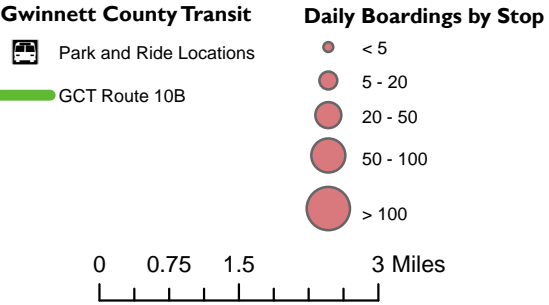 Gwinnett County Transit
Park and Ride Locations
GCT Route 10B
Daily Boardings by Stop
< 5
5 - 20
20 - 50
50 - 100
> 100
0 0.75 1.5 3 Miles